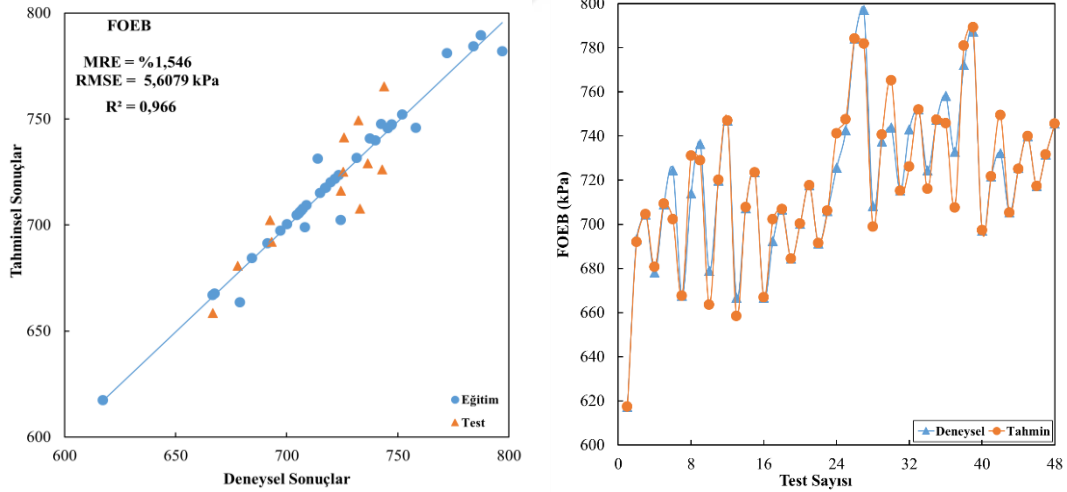 FOEB
MRE = %1,546
RMSE = 5,6079 kPa
R² = 0,966
800
750
700
650
600
600
650
700
750
800
Tahminsel Sonuçlar
Deneysel Sonuçlar
Eğitim
Test
800
780
760
740
720
700
680
660
640
620
600
0
8
16
24
32
40
48
FOEB (kPa)
Test Sayısı
Deneysel
Tahmin